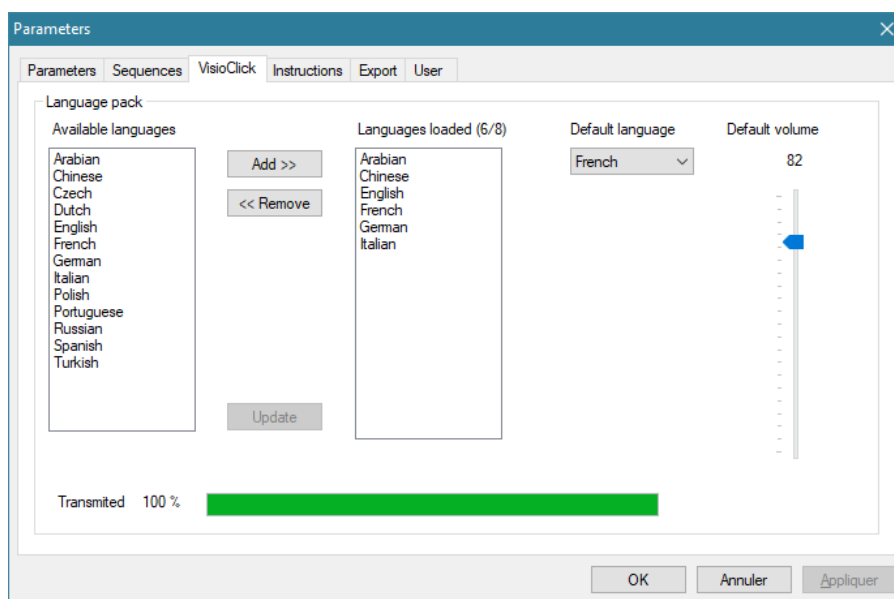 Parameters
Parameters Sequences VisioClick Instructions Export User
Language pack
Available languages
Arabian
Chinese
Czech
Dutch
English
French
German
Italian
Polish
Portuguese
Russian
Spanish
Turkish
Add >>
<< Remove
Update
Languages loaded (6/8)
Arabian
Chinese
English
French
German
Italian
Default language
French
Default volume
82
Transmited 100 %
OK Annuler Appliquer